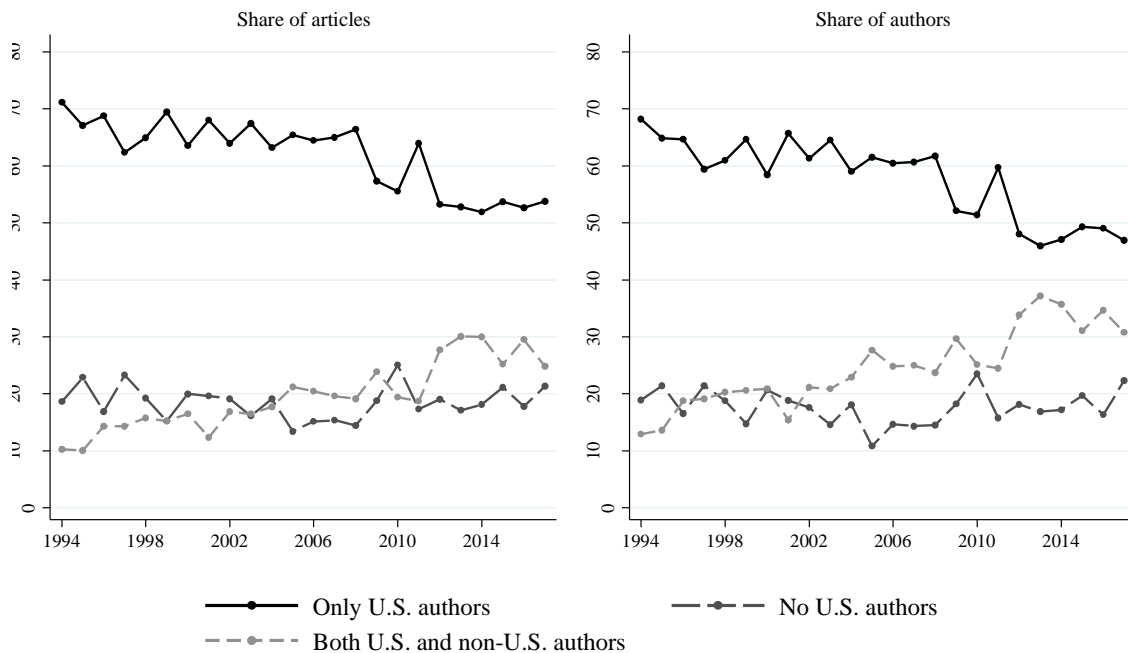 Share of articles
Share of authors
80
70
60
50
40
30
20
10
0
80
70
60
50
40
30
20
10
0
1994 1998 2002 2006 2010 2014
1994 1998 2002 2006 2010 2014
Only U.S. authors
No U.S. authors
Both U.S. and non-U.S. authors